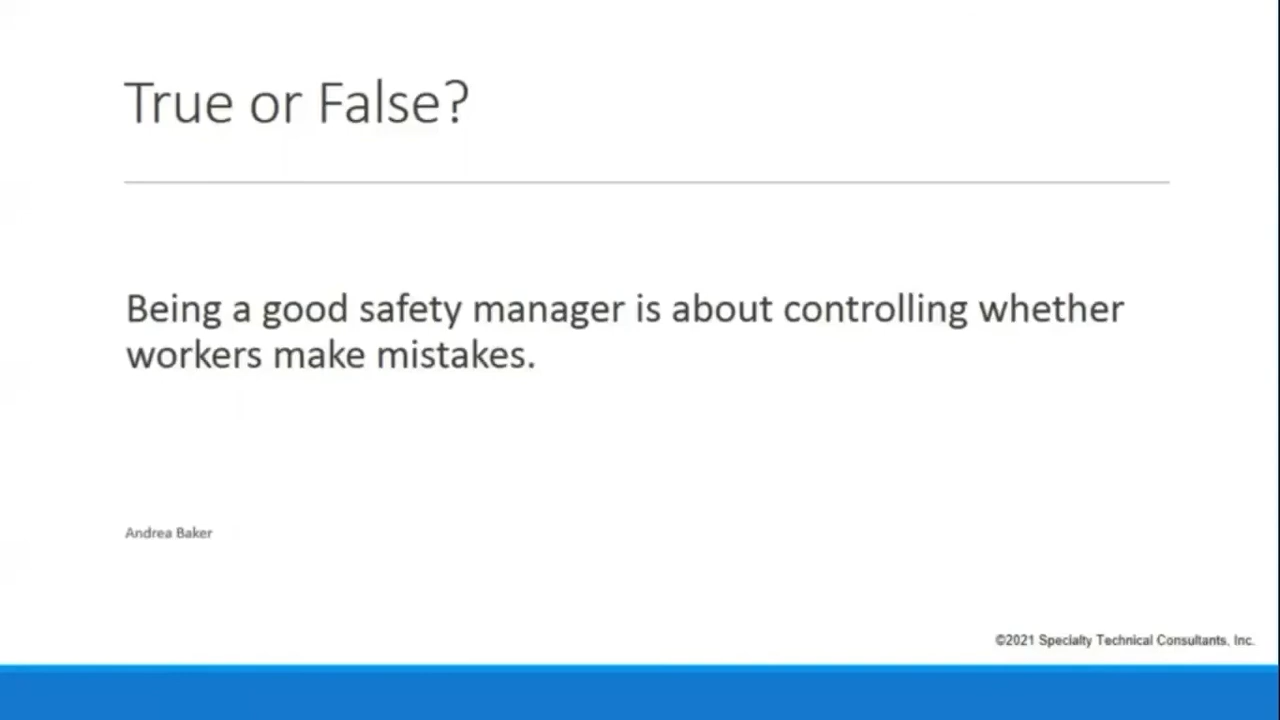 True or False?
Being a good safety manager is about controlling whether
workers make mistakes.
Andrea Baker
©2021 Specialty Technical Consultants, Inc.